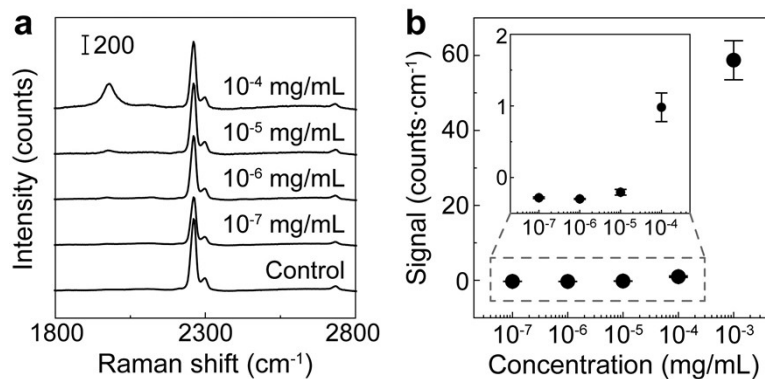 a
200
10⁻⁴ mg/mL
10⁻⁵ mg/mL
10⁻⁶ mg/mL
10⁻⁷ mg/mL
Control
Intensity (counts)
1800 2300 2800
Raman shift (cm⁻¹)
b
60
40
20
0
Signal (counts·cm⁻¹)
2
1
0
10⁻⁷ 10⁻⁶ 10⁻⁵ 10⁻⁴
10⁻⁷ 10⁻⁶ 10⁻⁵ 10⁻⁴ 10⁻³
Concentration (mg/mL)